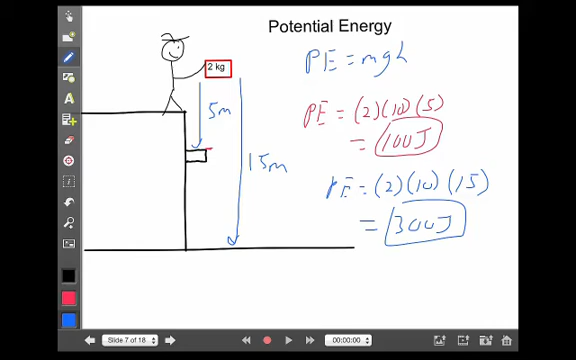 Potential Energy
PE = mgh
2 kg
5m
PE = (2)(10)(5)
= 100J
15m
PE = (2)(10)(15)
= 300J
Slide 7 of 18
00:00:00